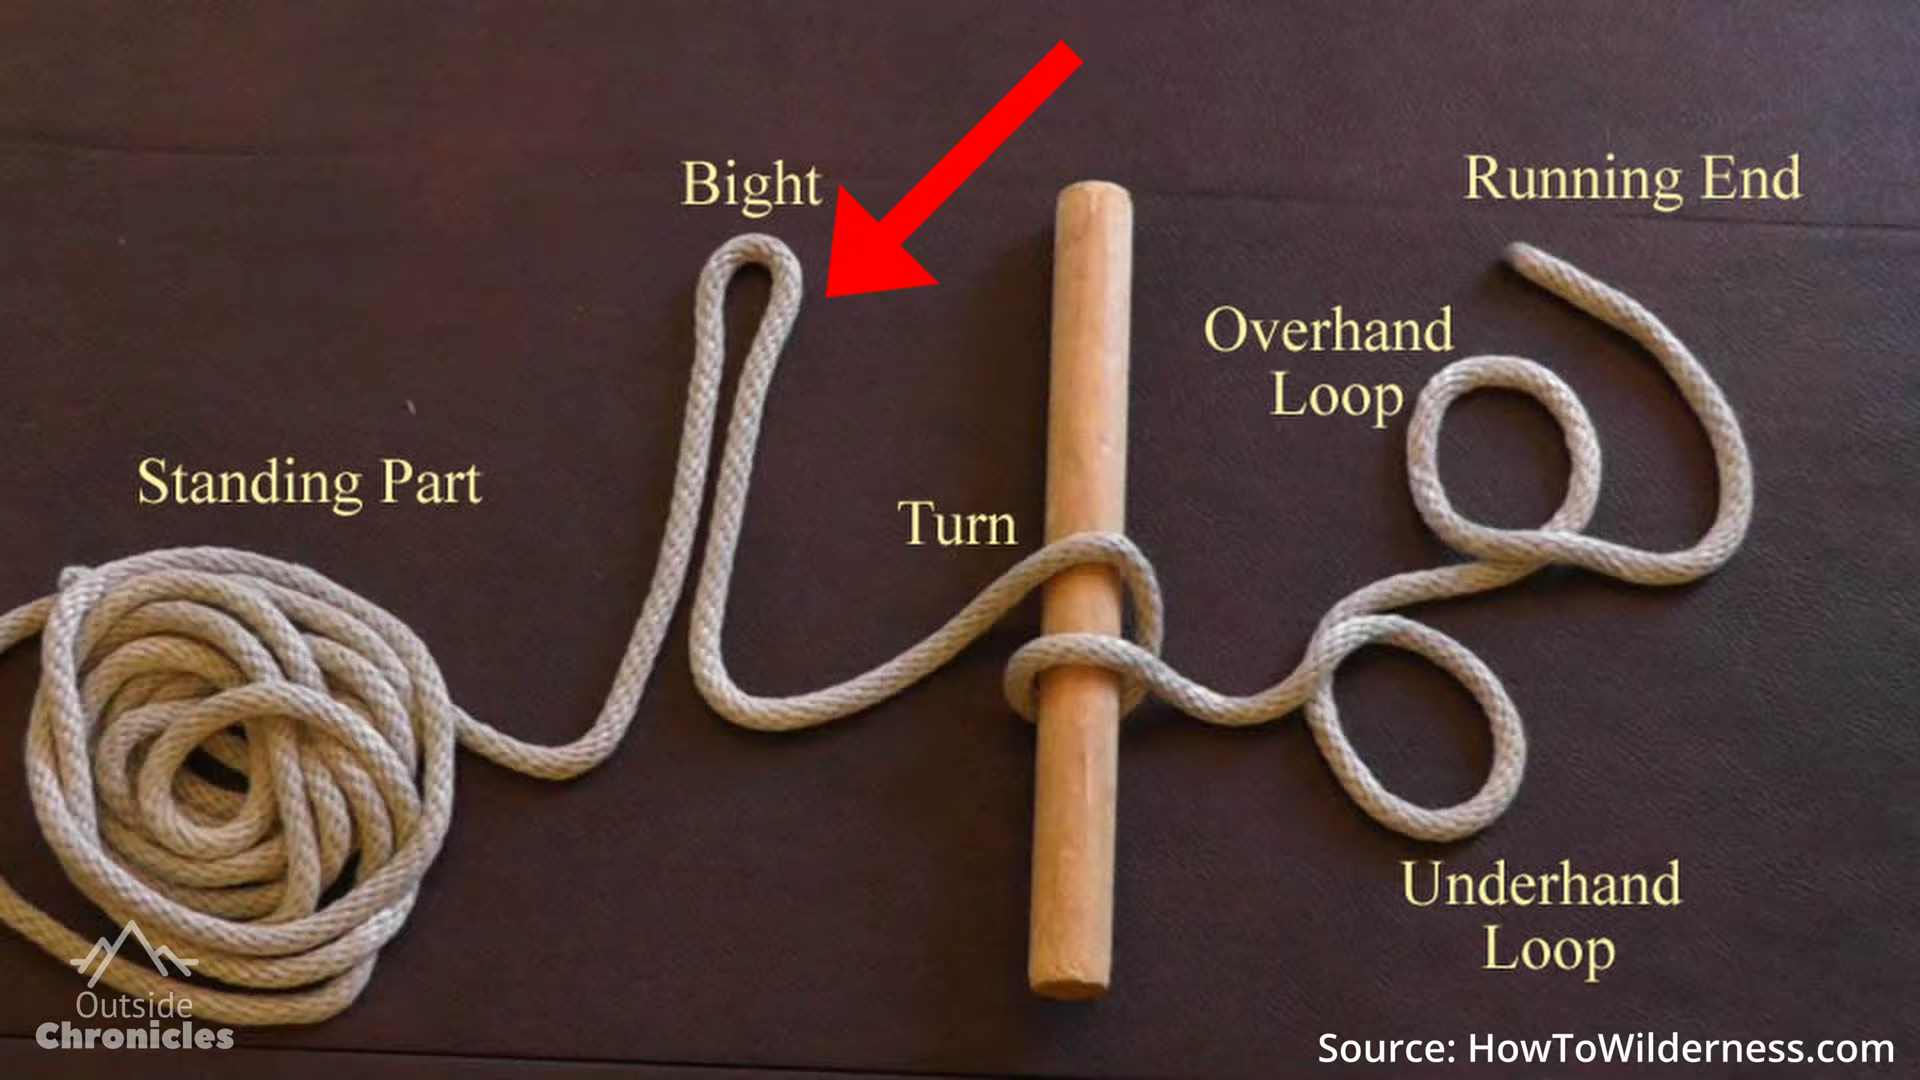 Bight
Running End
Overhand
Loop
Standing Part
Turn
Underhand
Loop
Outside
Chronicles
Source: HowToWilderness.com